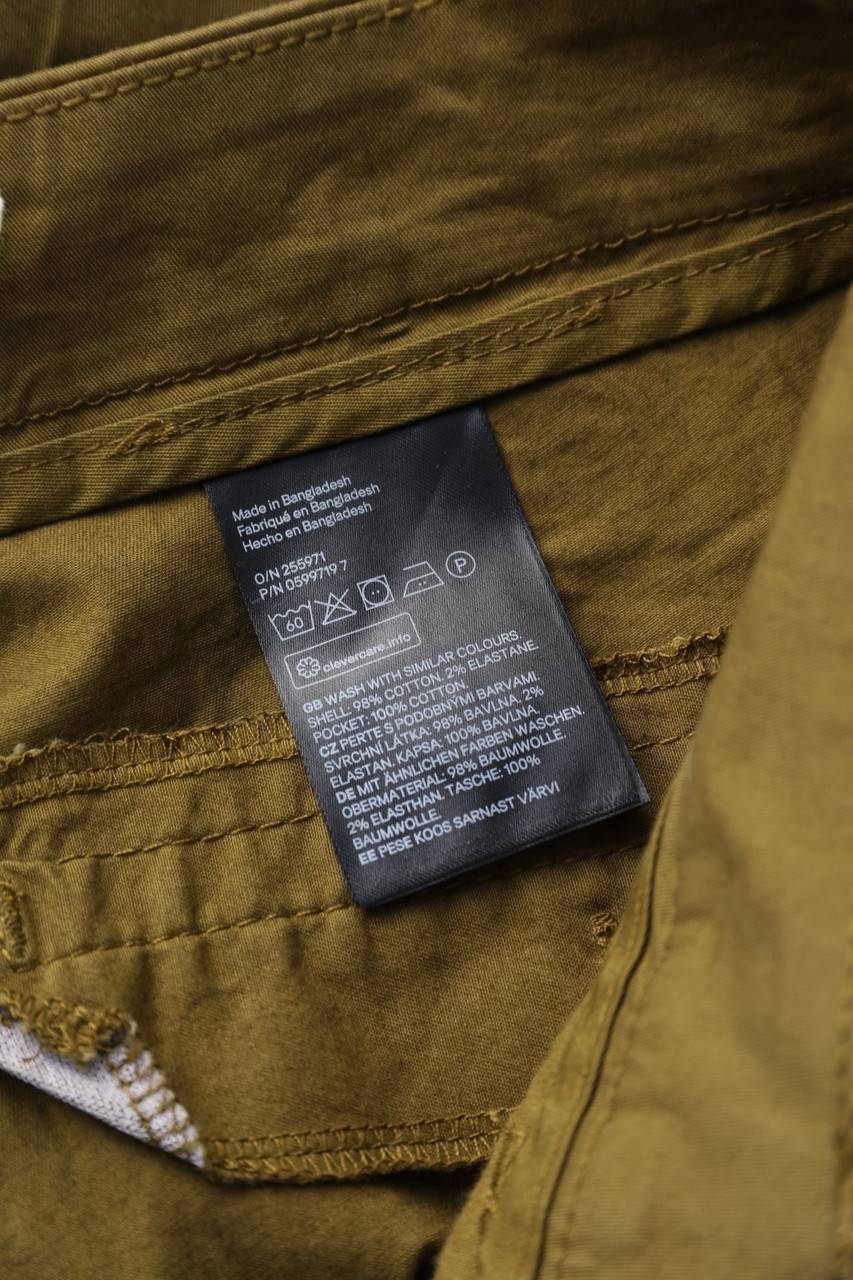 Made in Bangladesh
Fabriqué en Bangladesh
Hecho en Bangladesh
O/N 255971
P/N 0599719 7
60 P
clevercare.info
GB WASH WITH SIMILAR COLOURS.
SHELL: 98% COTTON. 2% ELASTANE.
POCKET: 100% COTTON.
CZ PERTE S PODOBNÝMI BARVAMI.
SVRCHNÍ LÁTKA: 98% BAVLNA, 2%
ELASTAN. KAPSA: 100% BAVLNA.
DE MIT ÄHNLICHEN FARBEN WASCHEN.
OBERMATERIAL: 98% BAUMWOLLE.
2% ELASTHAN. TASCHE: 100%
BAUMWOLLE.
EE PESE KOOS SARNAST VÄRVI